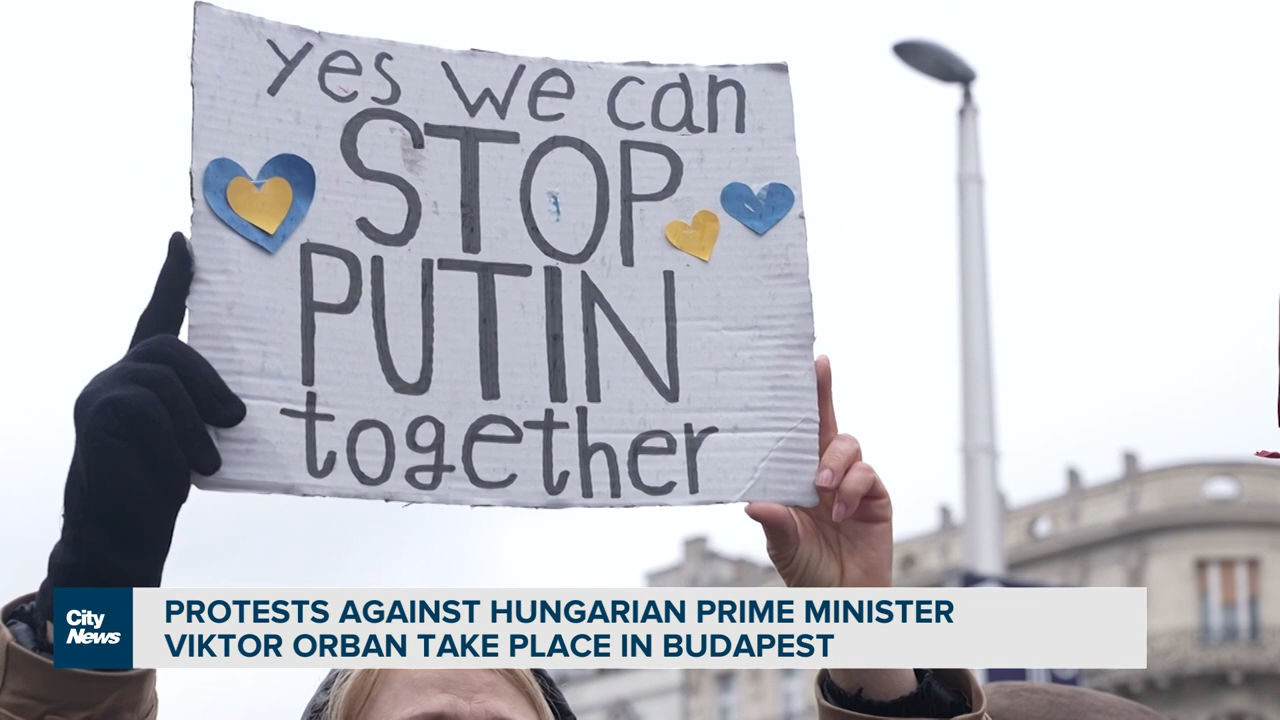 yes we can
STOP
PUTIN
together
City
News
PROTESTS AGAINST HUNGARIAN PRIME MINISTER
VIKTOR ORBAN TAKE PLACE IN BUDAPEST